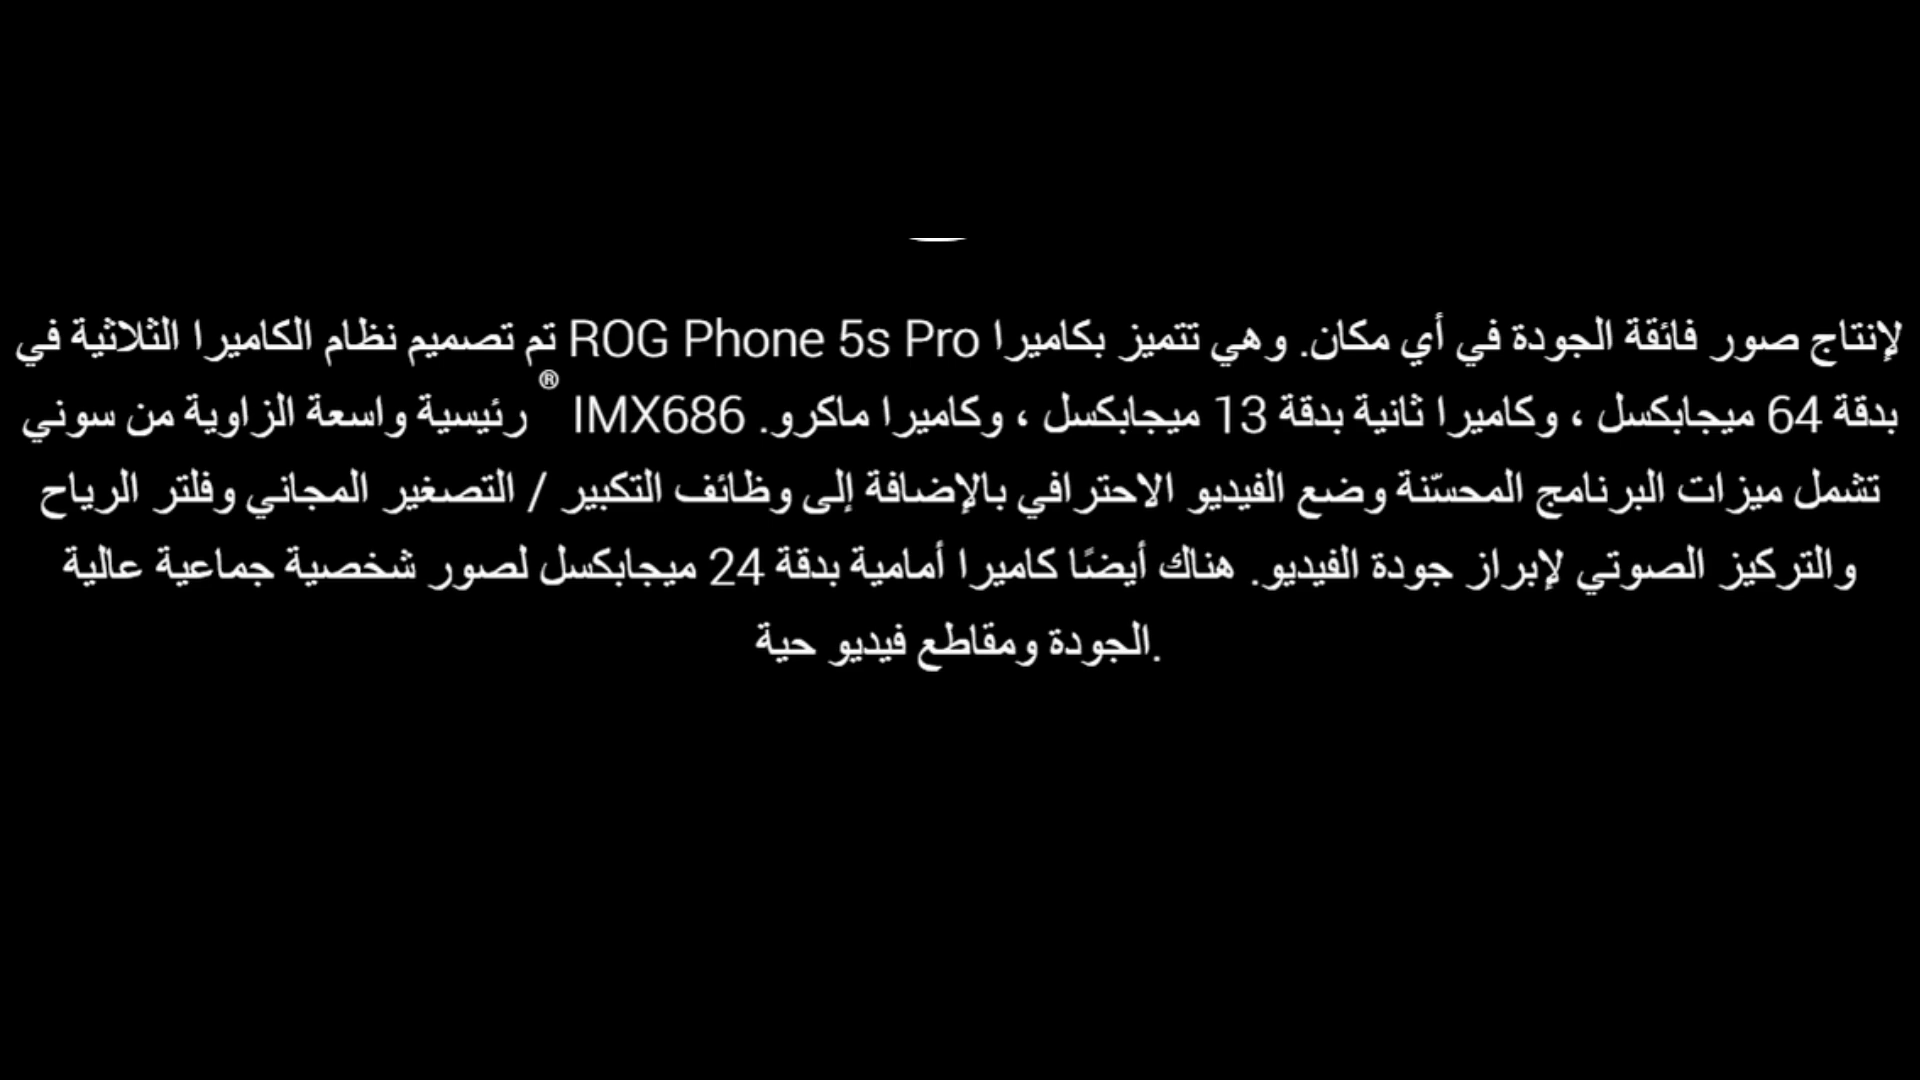 تم تصميم نظام الكاميرا الثلاثية في ROG Phone 5s Pro لإنتاج صور فائقة الجودة في أي مكان. وهي تتميز بكاميرا
رئيسية واسعة الزاوية من سوني ® IMX686 بدقة 64 ميجابكسل ، وكاميرا ثانية بدقة 13 ميجابكسل ، وكاميرا ماكرو.
تشمل ميزات البرنامج المحسّنة وضع الفيديو الاحترافي بالإضافة إلى وظائف التكبير / التصغير المجاني وفلتر الرياح
والتركيز الصوتي لإبراز جودة الفيديو. هناك أيضًا كاميرا أمامية بدقة 24 ميجابكسل لصور شخصية جماعية عالية
الجودة ومقاطع فيديو حية.